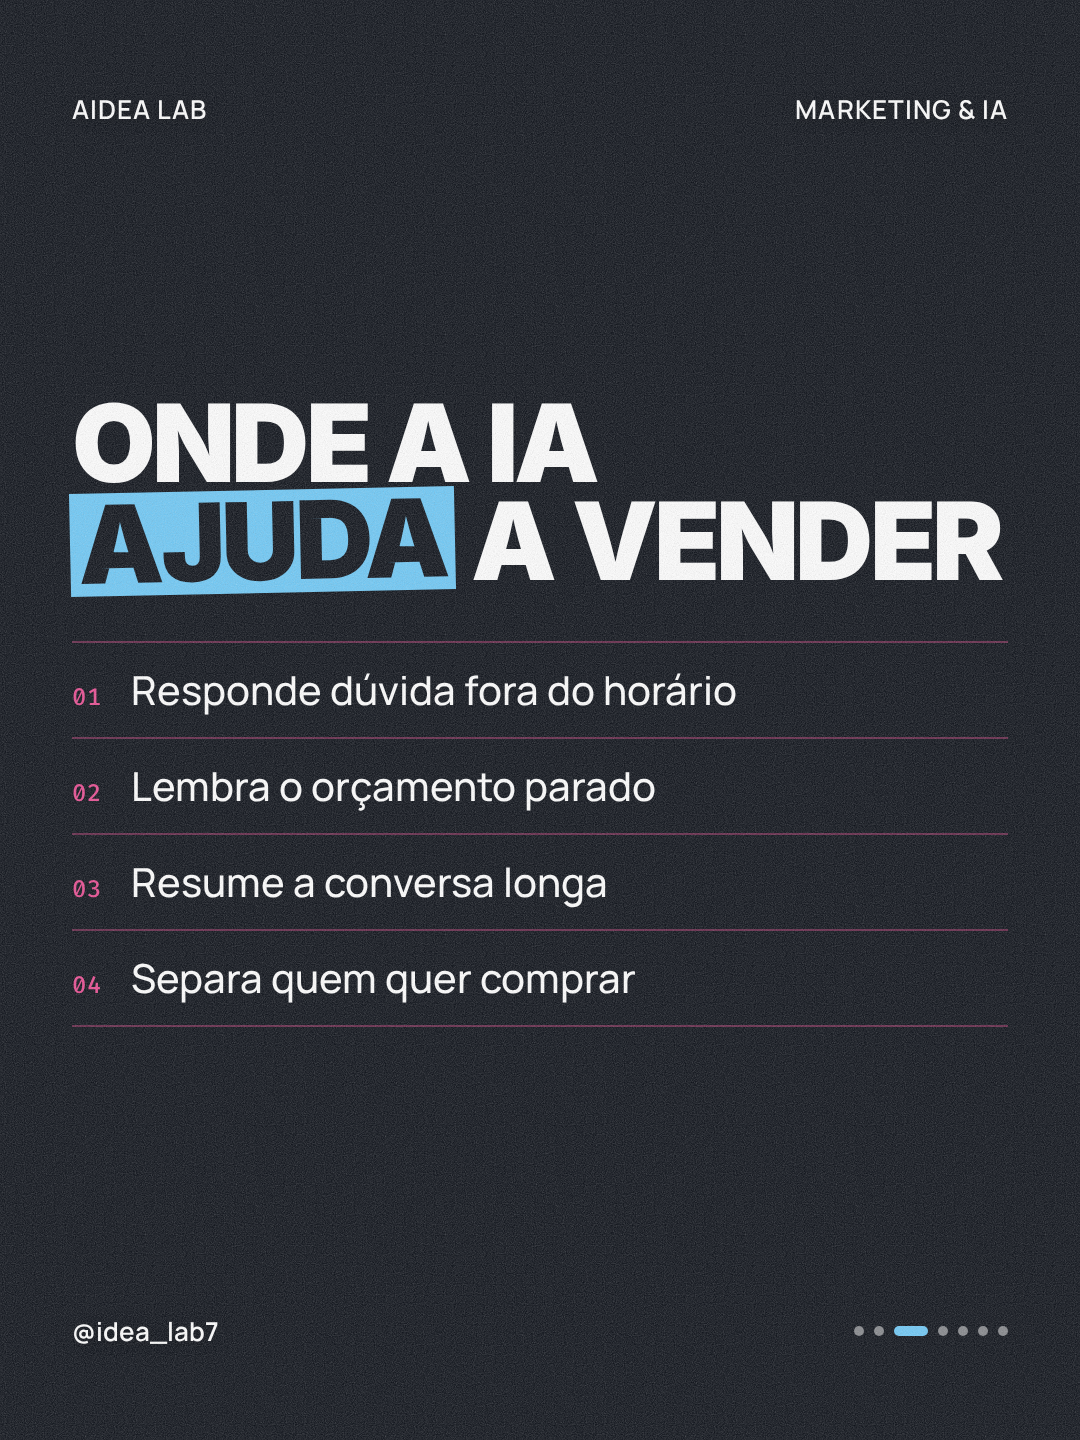 AIDEA LAB
MARKETING & IA
ONDE A IA
AJUDA A VENDER
01 Responde dúvida fora do horário
02 Lembra o orçamento parado
03 Resume a conversa longa
04 Separa quem quer comprar
@idea_lab7